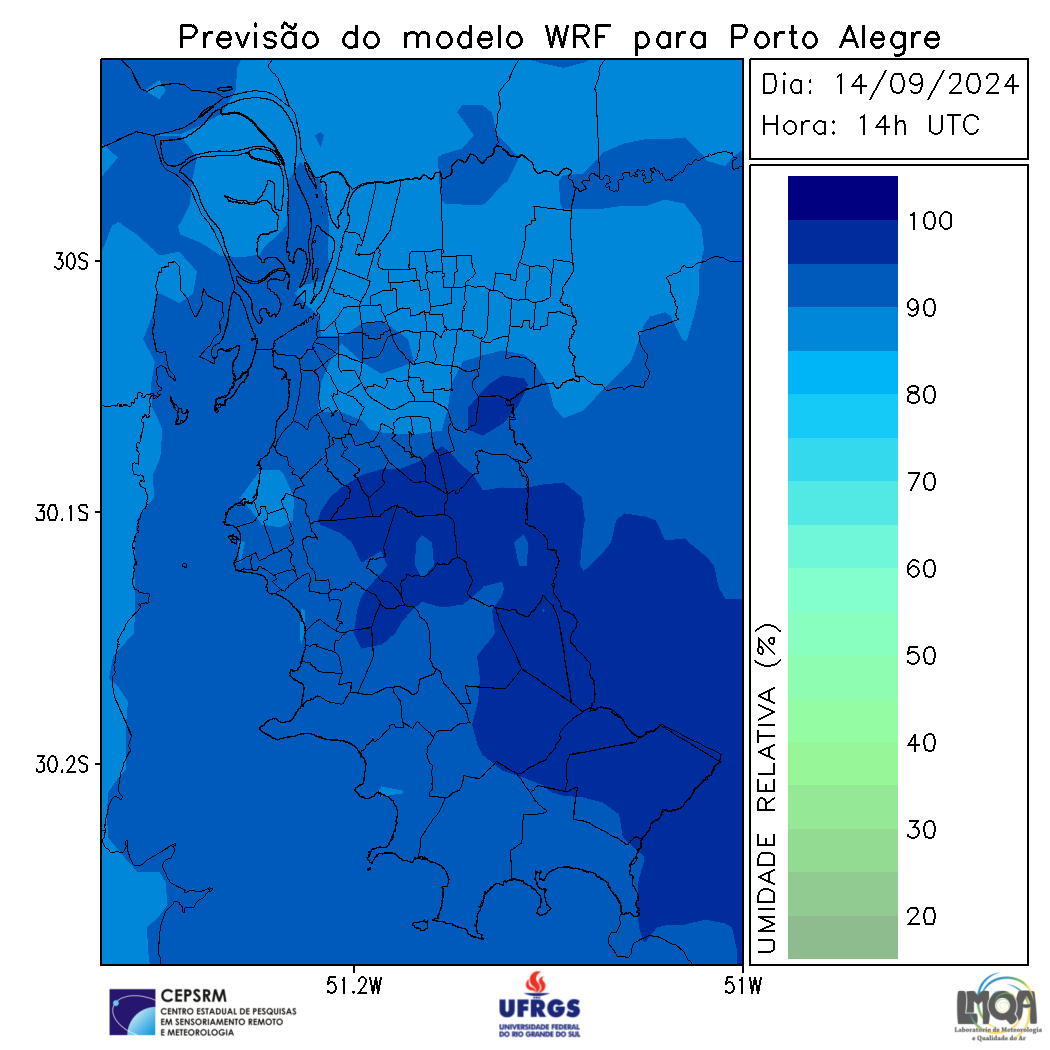 Previsão do modelo WRF para Porto Alegre
Dia: 14/09/2024
Hora: 14h UTC
100
90
80
70
60
50
40
30
20
UMIDADE RELATIVA (%)
30S
30.1S
30.2S
51.2W
51W
CEPSRM
CENTRO ESTADUAL DE PESQUISAS
EM SENSORIAMENTO REMOTO
E METEOROLOGIA
UFRGS
UNIVERSIDADE FEDERAL
DO RIO GRANDE DO SUL
LMQA
Laboratório de Meteorologia
e Qualidade do Ar